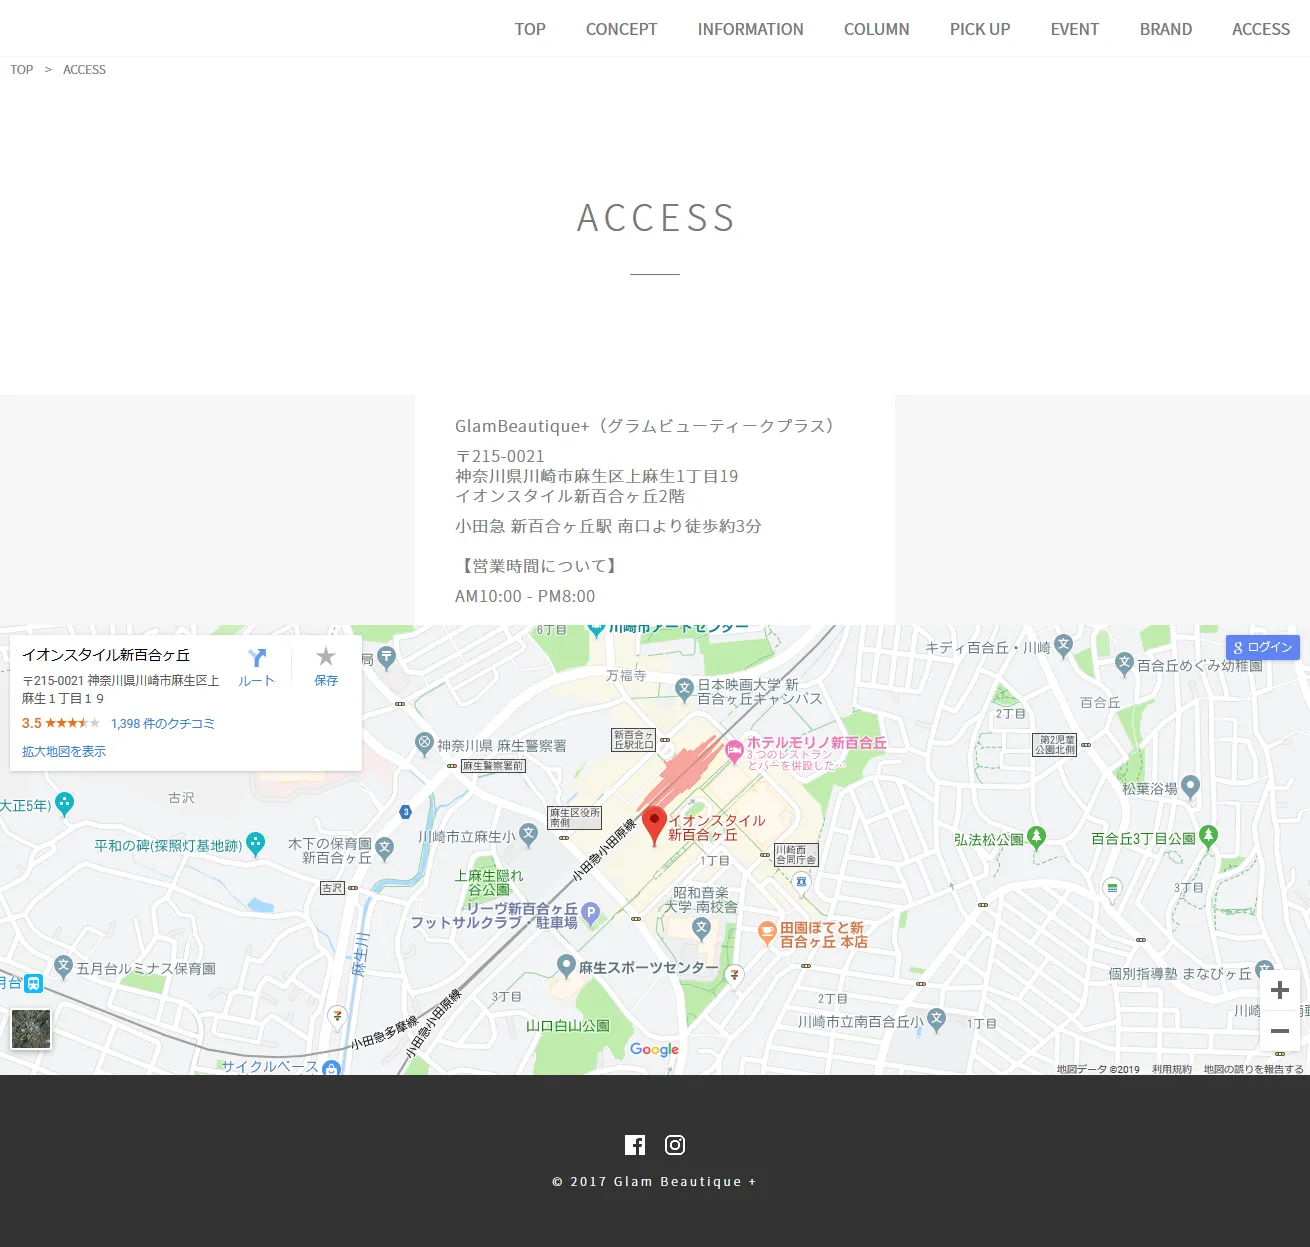 TOP CONCEPT INFORMATION COLUMN PICK UP EVENT BRAND ACCESS
TOP > ACCESS
ACCESS
GlamBeautique+（グラムビューティークプラス）
〒215-0021
神奈川県川崎市麻生区上麻生1丁目19
イオンスタイル新百合ヶ丘2階
小田急 新百合ヶ丘駅 南口より徒歩約3分
【営業時間について】
AM10:00 - PM8:00
イオンスタイル新百合ヶ丘
〒215-0021 神奈川県川崎市麻生区上
麻生１丁目１９
3.5
1,398 件のクチコミ
拡大地図を表示
ルート
保存
局
6丁目
川崎市アートセンター
万福寺
日本映画大学 新
百合ヶ丘キャンパス
キディ百合丘・川崎
百合丘めぐみ幼稚園
ログイン
百合丘
2丁目
第2児童
公園北側
新百合ヶ
丘駅北口
ホテルモリノ新百合丘
3 つのレストラン
とバーを併設した…
神奈川県 麻生警察署
麻生警察署前
古沢
大正5年)
3
松葉浴場
麻生区役所
南側
イオンスタイル
新百合ヶ丘
小田急小田原線
川崎市立麻生小
平和の碑(探照灯基地跡)
木下の保育園
新百合ヶ丘
弘法松公園
百合丘3丁目公園
川崎西
合同庁舎
1丁目
上麻生隠れ
谷公園
古沢
昭和音楽
大学 南校舎
3丁目
リーヴ新百合ヶ丘
フットサルクラブ・駐車場
P
田園ぽてと新
百合ヶ丘 本店
麻生川
五月台ルミナス保育園
月台
麻生スポーツセンター
個別指導塾 まなびヶ丘
3丁目
2丁目
小田急多摩線
小田急小田原線
山口白山公園
川崎市立南百合丘小
1丁目
川崎
サイクルベース
Google
地図データ ©2019 利用規約 地図の誤りを報告する
© 2017 Glam Beautique +